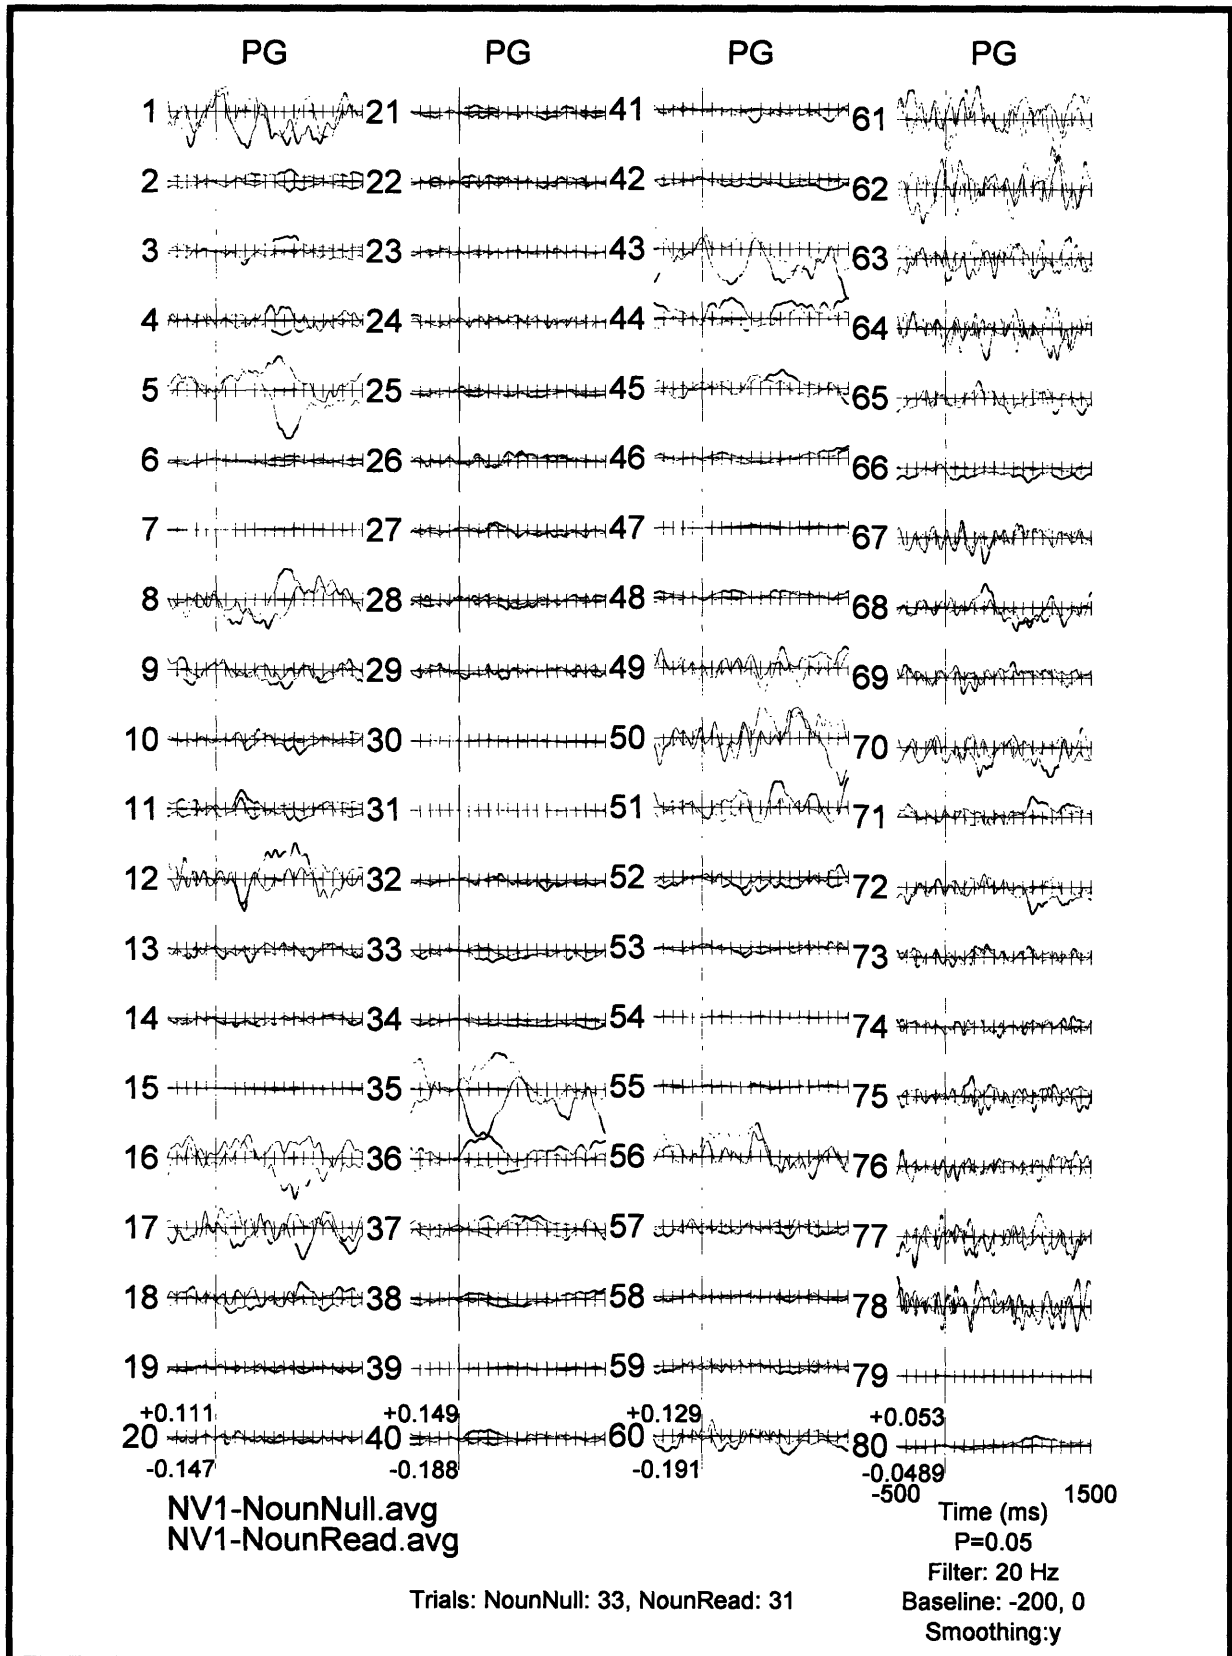 PG PG PG PG
1 21 41 61
2 22 42 62
3 23 43 63
4 24 44 64
5 25 45 65
6 26 46 66
7 27 47 67
8 28 48 68
9 29 49 69
10 30 50 70
11 31 51 71
12 32 52 72
13 33 53 73
14 34 54 74
15 35 55 75
16 36 56 76
17 37 57 77
18 38 58 78
19 39 59 79
+0.111 +0.149 +0.129 +0.053
20 40 60 80
-0.147 -0.188 -0.191 -0.0489
-500 1500
NV1-NounNull.avg
Time (ms)
NV1-NounRead.avg
P=0.05
Filter: 20 Hz
Trials: NounNull: 33, NounRead: 31
Baseline: -200, 0
Smoothing:y